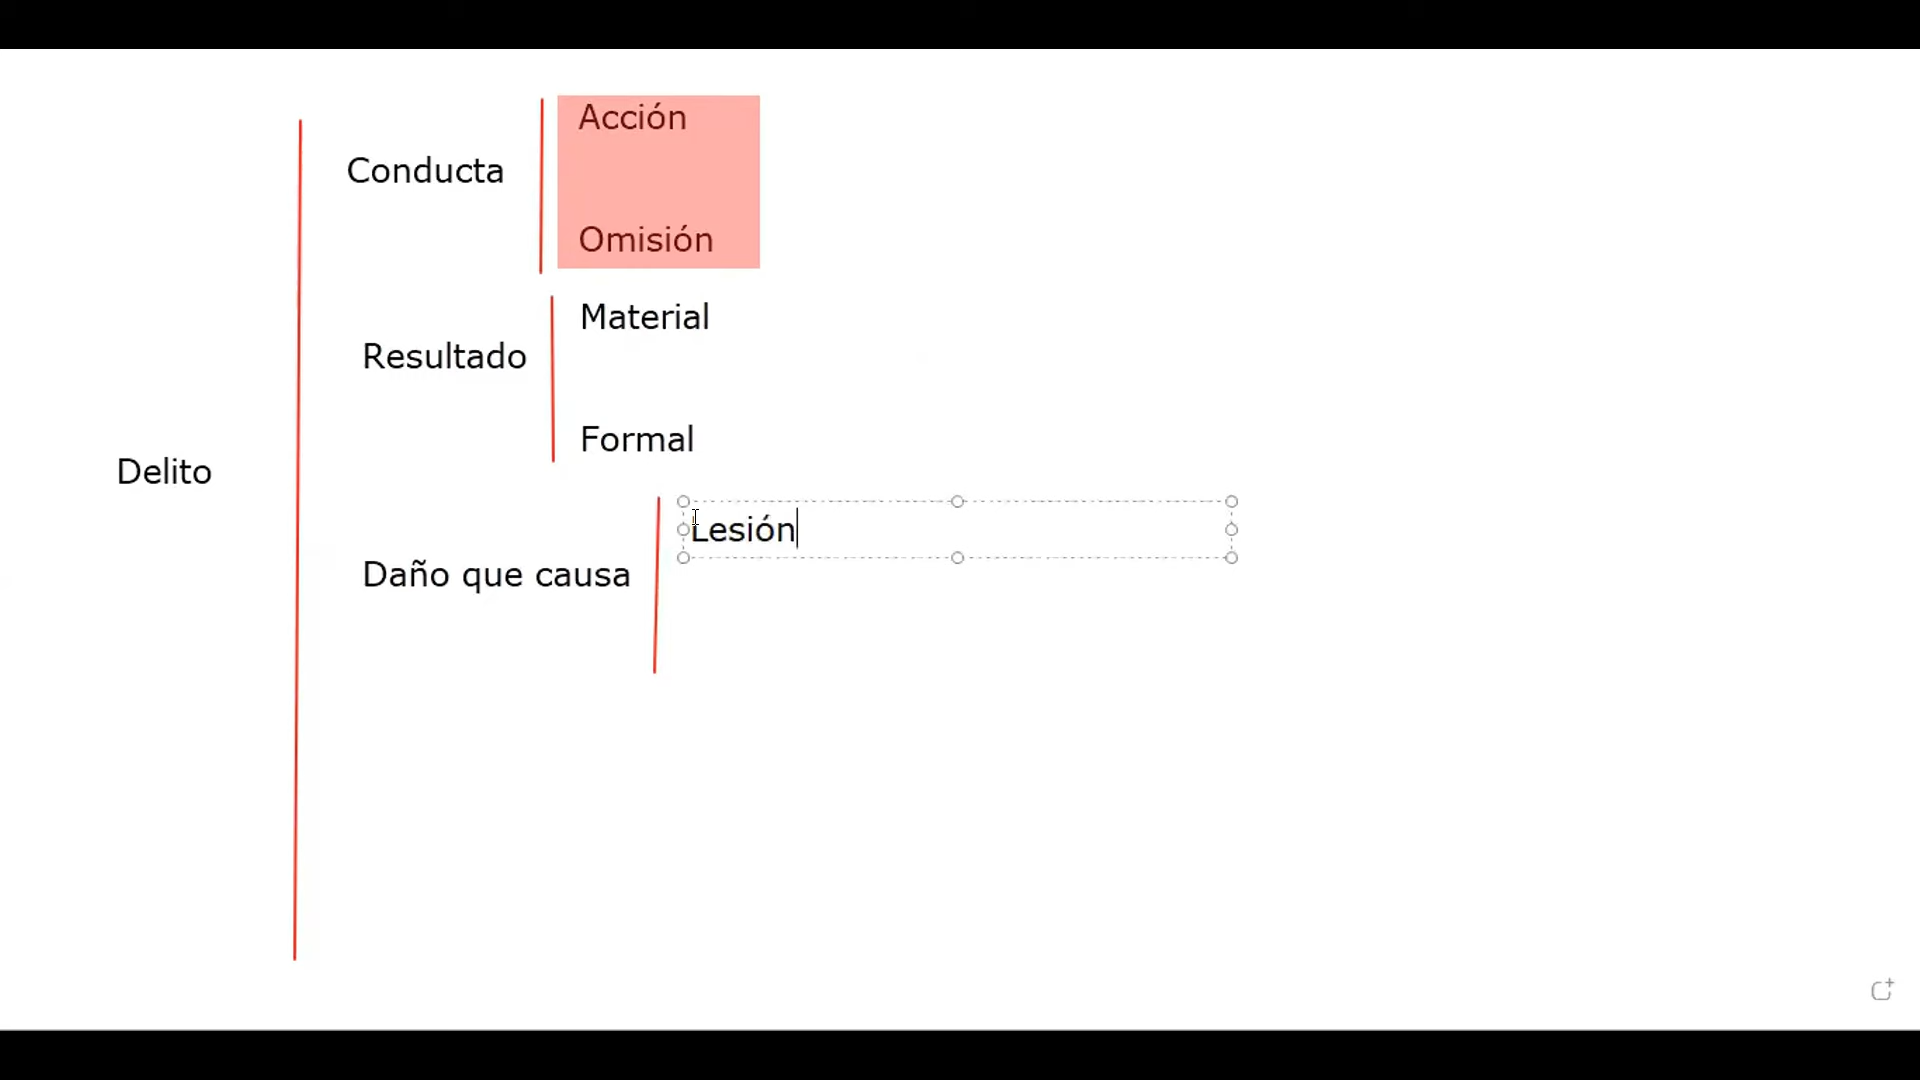 Acción
Conducta
Omisión
Material
Resultado
Formal
Delito
Lesión
Daño que causa